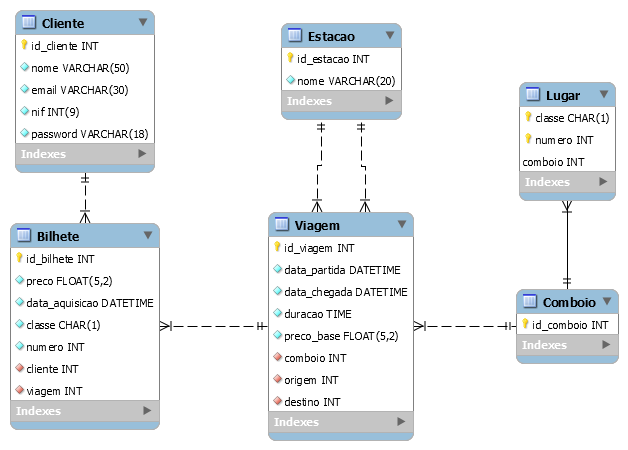 Cliente
id_cliente INT
nome VARCHAR(50)
email VARCHAR(30)
nif INT(9)
password VARCHAR(18)
Indexes
Estacao
id_estacao INT
nome VARCHAR(20)
Indexes
Lugar
classe CHAR(1)
numero INT
comboio INT
Indexes
Bilhete
id_bilhete INT
preco FLOAT(5,2)
data_aquisicao DATETIME
classe CHAR(1)
numero INT
cliente INT
viagem INT
Indexes
Viagem
id_viagem INT
data_partida DATETIME
data_chegada DATETIME
duracao TIME
preco_base FLOAT(5,2)
comboio INT
origem INT
destino INT
Indexes
Comboio
id_comboio INT
Indexes